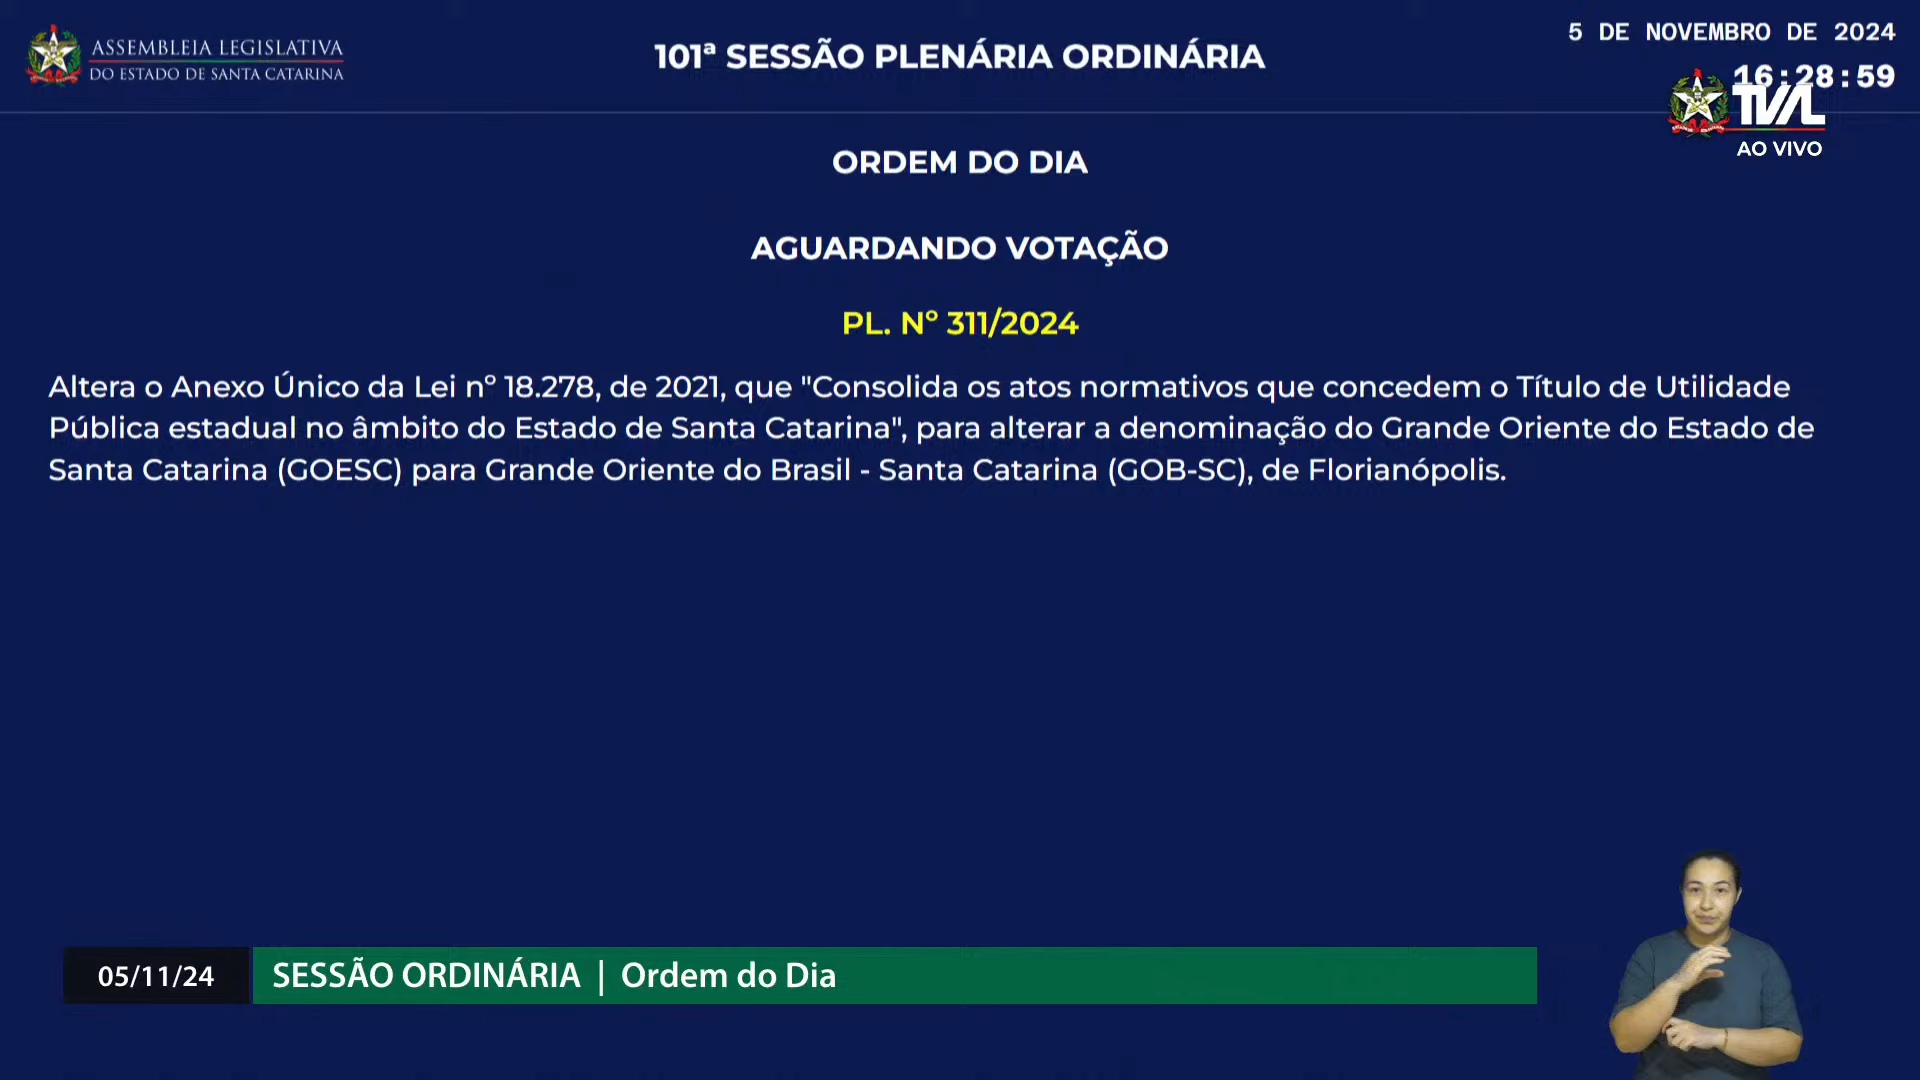 ASSEMBLEIA LEGISLATIVA
DO ESTADO DE SANTA CATARINA
101ª SESSÃO PLENÁRIA ORDINÁRIA
5 DE NOVEMBRO DE 2024
16:28:59
TVAL
AO VIVO
ORDEM DO DIA
AGUARDANDO VOTAÇÃO
PL. Nº 311/2024
Altera o Anexo Único da Lei nº 18.278, de 2021, que "Consolida os atos normativos que concedem o Título de Utilidade
Pública estadual no âmbito do Estado de Santa Catarina", para alterar a denominação do Grande Oriente do Estado de
Santa Catarina (GOESC) para Grande Oriente do Brasil - Santa Catarina (GOB-SC), de Florianópolis.
05/11/24
SESSÃO ORDINÁRIA | Ordem do Dia